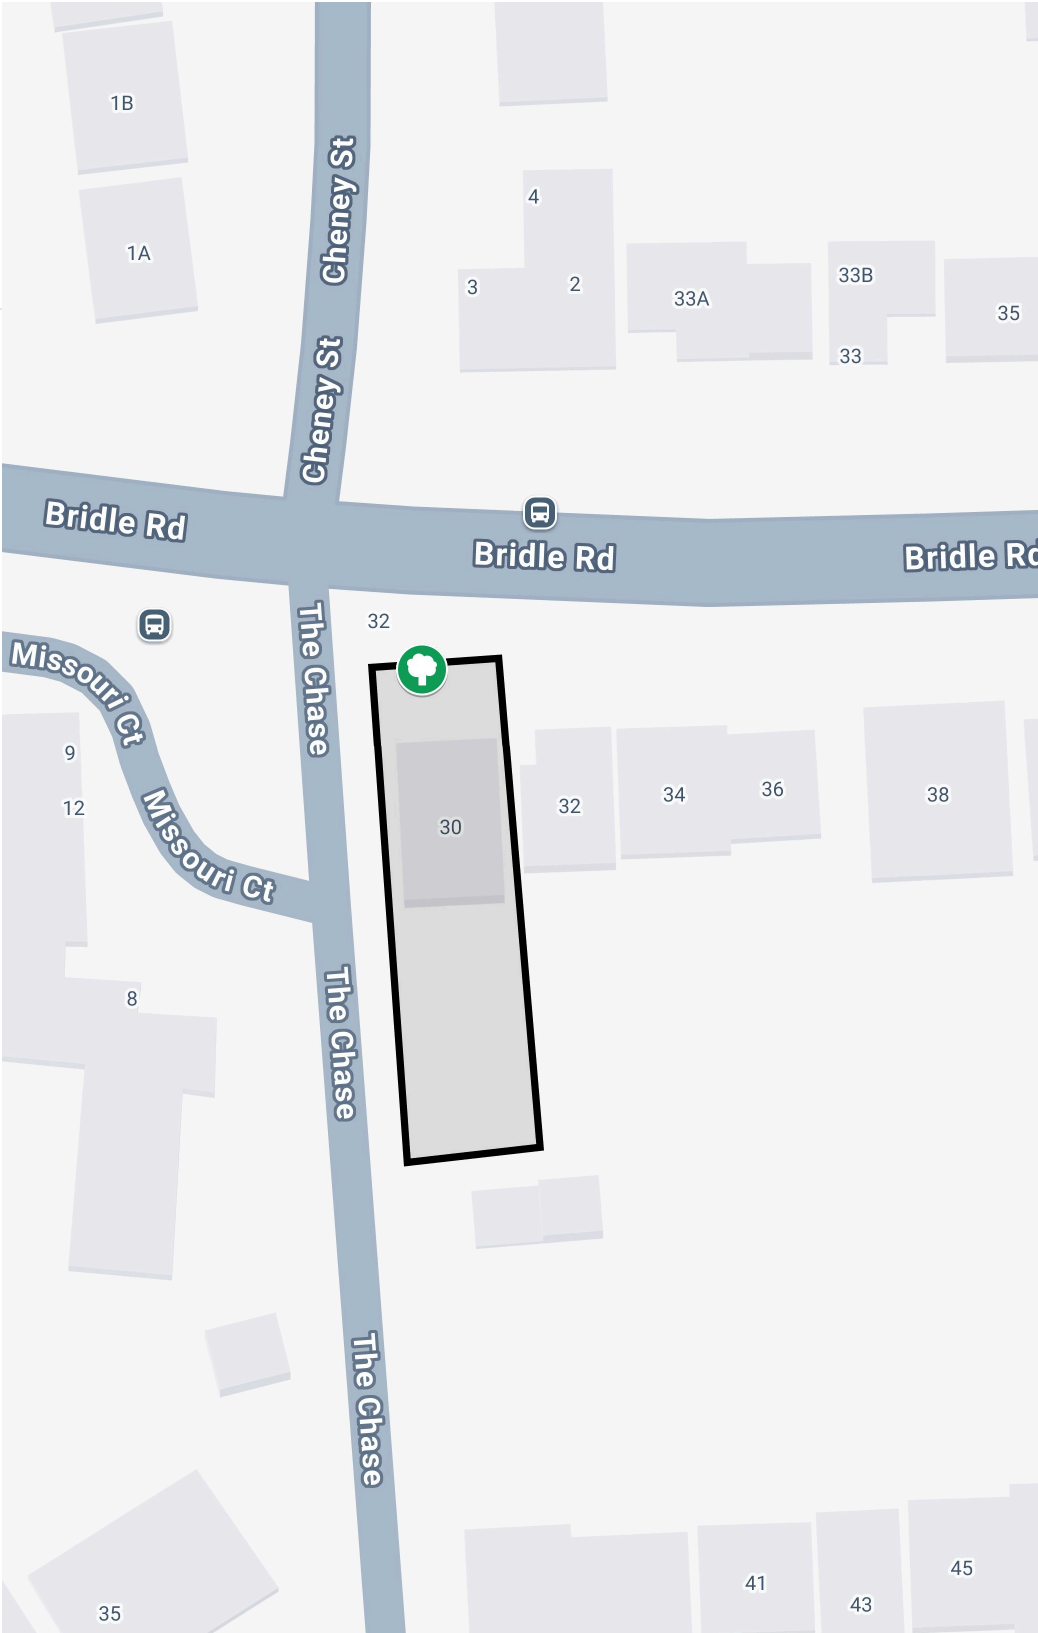 1B
Cheney St
4
1A
3
2
33B
33A
35
Cheney St
33
Bridle Rd
Bridle Rd
Bridle Rd
32
The Chase
Missouri Ct
9
12
30
32
34
36
38
Missouri Ct
8
The Chase
The Chase
45
41
43
35